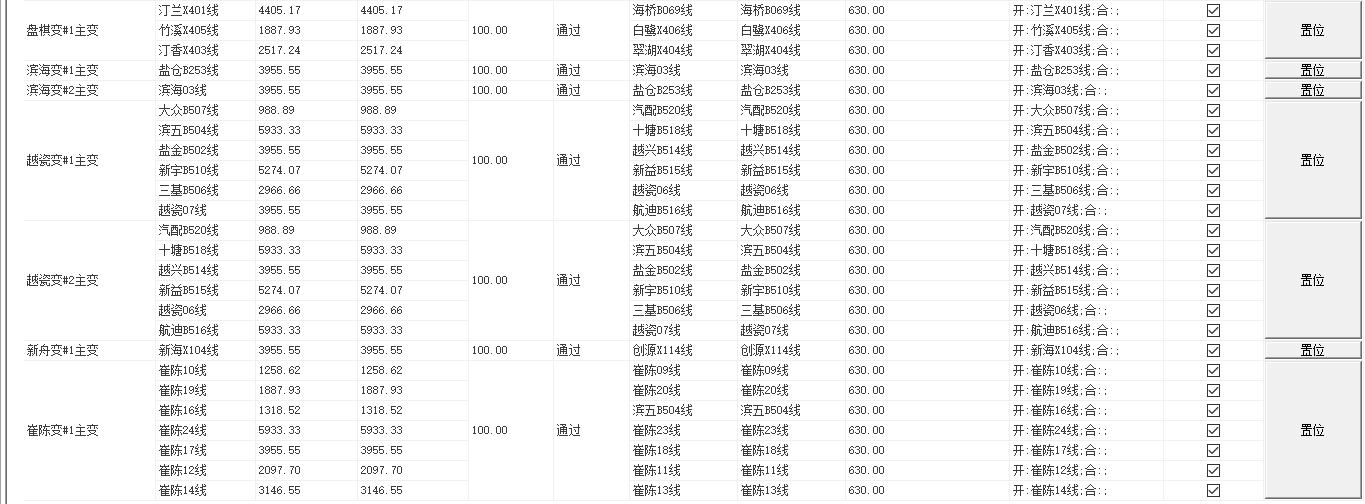 汀兰X401线 4405.17 4405.17 海桥B069线 海桥B069线 630.00 开:汀兰X401线;合:;
盘棋变#1主变 竹溪X405线 1887.93 1887.93 100.00 通过 白鹭X406线 白鹭X406线 630.00 开:竹溪X405线;合:; 置位
汀香X403线 2517.24 2517.24 翠湖X404线 翠湖X404线 630.00 开:汀香X403线;合:;
滨海变#1主变 盐仓B253线 3955.55 3955.55 100.00 通过 滨海03线 滨海03线 630.00 开:盐仓B253线;合:; 置位
滨海变#2主变 滨海03线 3955.55 3955.55 100.00 通过 盐仓B253线 盐仓B253线 630.00 开:滨海03线;合:; 置位
大众B507线 988.89 988.89 汽配B520线 汽配B520线 630.00 开:大众B507线;合:;
滨五B504线 5933.33 5933.33 十塘B518线 十塘B518线 630.00 开:滨五B504线;合:;
盐金B502线 3955.55 3955.55 越兴B514线 越兴B514线 630.00 开:盐金B502线;合:;
越瓷变#1主变 100.00 通过 置位
新宇B510线 5274.07 5274.07 新益B515线 新益B515线 630.00 开:新宇B510线;合:;
三基B506线 2966.66 2966.66 越瓷06线 越瓷06线 630.00 开:三基B506线;合:;
越瓷07线 3955.55 3955.55 航迪B516线 航迪B516线 630.00 开:越瓷07线;合:;
汽配B520线 988.89 988.89 大众B507线 大众B507线 630.00 开:汽配B520线;合:;
十塘B518线 5933.33 5933.33 滨五B504线 滨五B504线 630.00 开:十塘B518线;合:;
越兴B514线 3955.55 3955.55 盐金B502线 盐金B502线 630.00 开:越兴B514线;合:;
越瓷变#2主变 100.00 通过 置位
新益B515线 5274.07 5274.07 新宇B510线 新宇B510线 630.00 开:新益B515线;合:;
越瓷06线 2966.66 2966.66 三基B506线 三基B506线 630.00 开:越瓷06线;合:;
航迪B516线 5933.33 5933.33 越瓷07线 越瓷07线 630.00 开:航迪B516线;合:;
新舟变#1主变 新海X104线 3955.55 3955.55 100.00 通过 创源X114线 创源X114线 630.00 开:新海X104线;合:; 置位
崔陈10线 1258.62 1258.62 崔陈09线 崔陈09线 630.00 开:崔陈10线;合:;
崔陈19线 1887.93 1887.93 崔陈20线 崔陈20线 630.00 开:崔陈19线;合:;
崔陈16线 1318.52 1318.52 滨五B504线 滨五B504线 630.00 开:崔陈16线;合:;
崔陈变#1主变 崔陈24线 5933.33 5933.33 100.00 通过 崔陈23线 崔陈23线 630.00 开:崔陈24线;合:; 置位
崔陈17线 3955.55 3955.55 崔陈18线 崔陈18线 630.00 开:崔陈17线;合:;
崔陈12线 2097.70 2097.70 崔陈11线 崔陈11线 630.00 开:崔陈12线;合:;
崔陈14线 3146.55 3146.55 崔陈13线 崔陈13线 630.00 开:崔陈14线;合:;